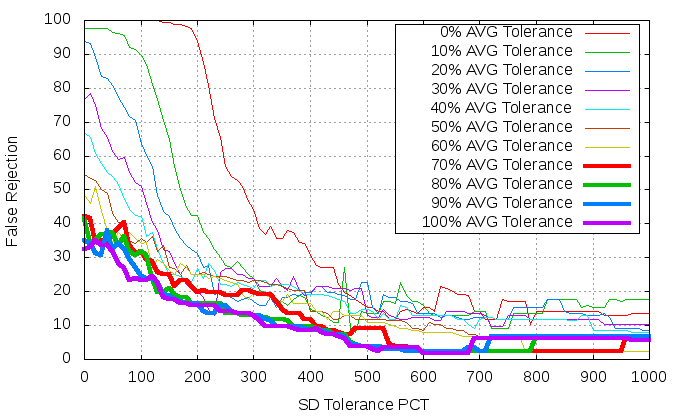 100
90
80
70
60
50
40
30
20
10
0
False Rejection
0% AVG Tolerance
10% AVG Tolerance
20% AVG Tolerance
30% AVG Tolerance
40% AVG Tolerance
50% AVG Tolerance
60% AVG Tolerance
70% AVG Tolerance
80% AVG Tolerance
90% AVG Tolerance
100% AVG Tolerance
0 100 200 300 400 500 600 700 800 900 1000
SD Tolerance PCT